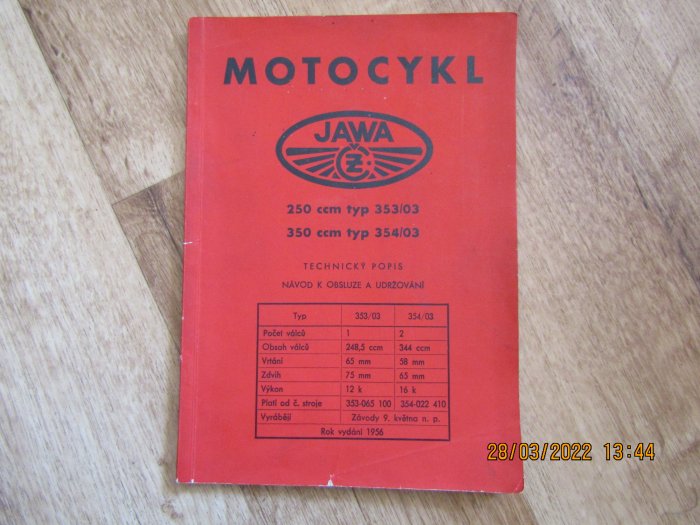 MOTOCYKL
JAWA
ČZ
250 ccm typ 353/03
350 ccm typ 354/03
TECHNICKÝ POPIS
NÁVOD K OBSLUZE A UDRŽOVÁNÍ
Typ 353/03 354/03
Počet válců 1 2
Obsah válců 248,5 ccm 344 ccm
Vrtání 65 mm 58 mm
Zdvih 75 mm 65 mm
Výkon 12 k 16 k
Platí od č. stroje 353-065 100 354-022 410
Vyrábějí Závody 9. května n. p.
Rok vydání 1956
28/03/2022 13:44